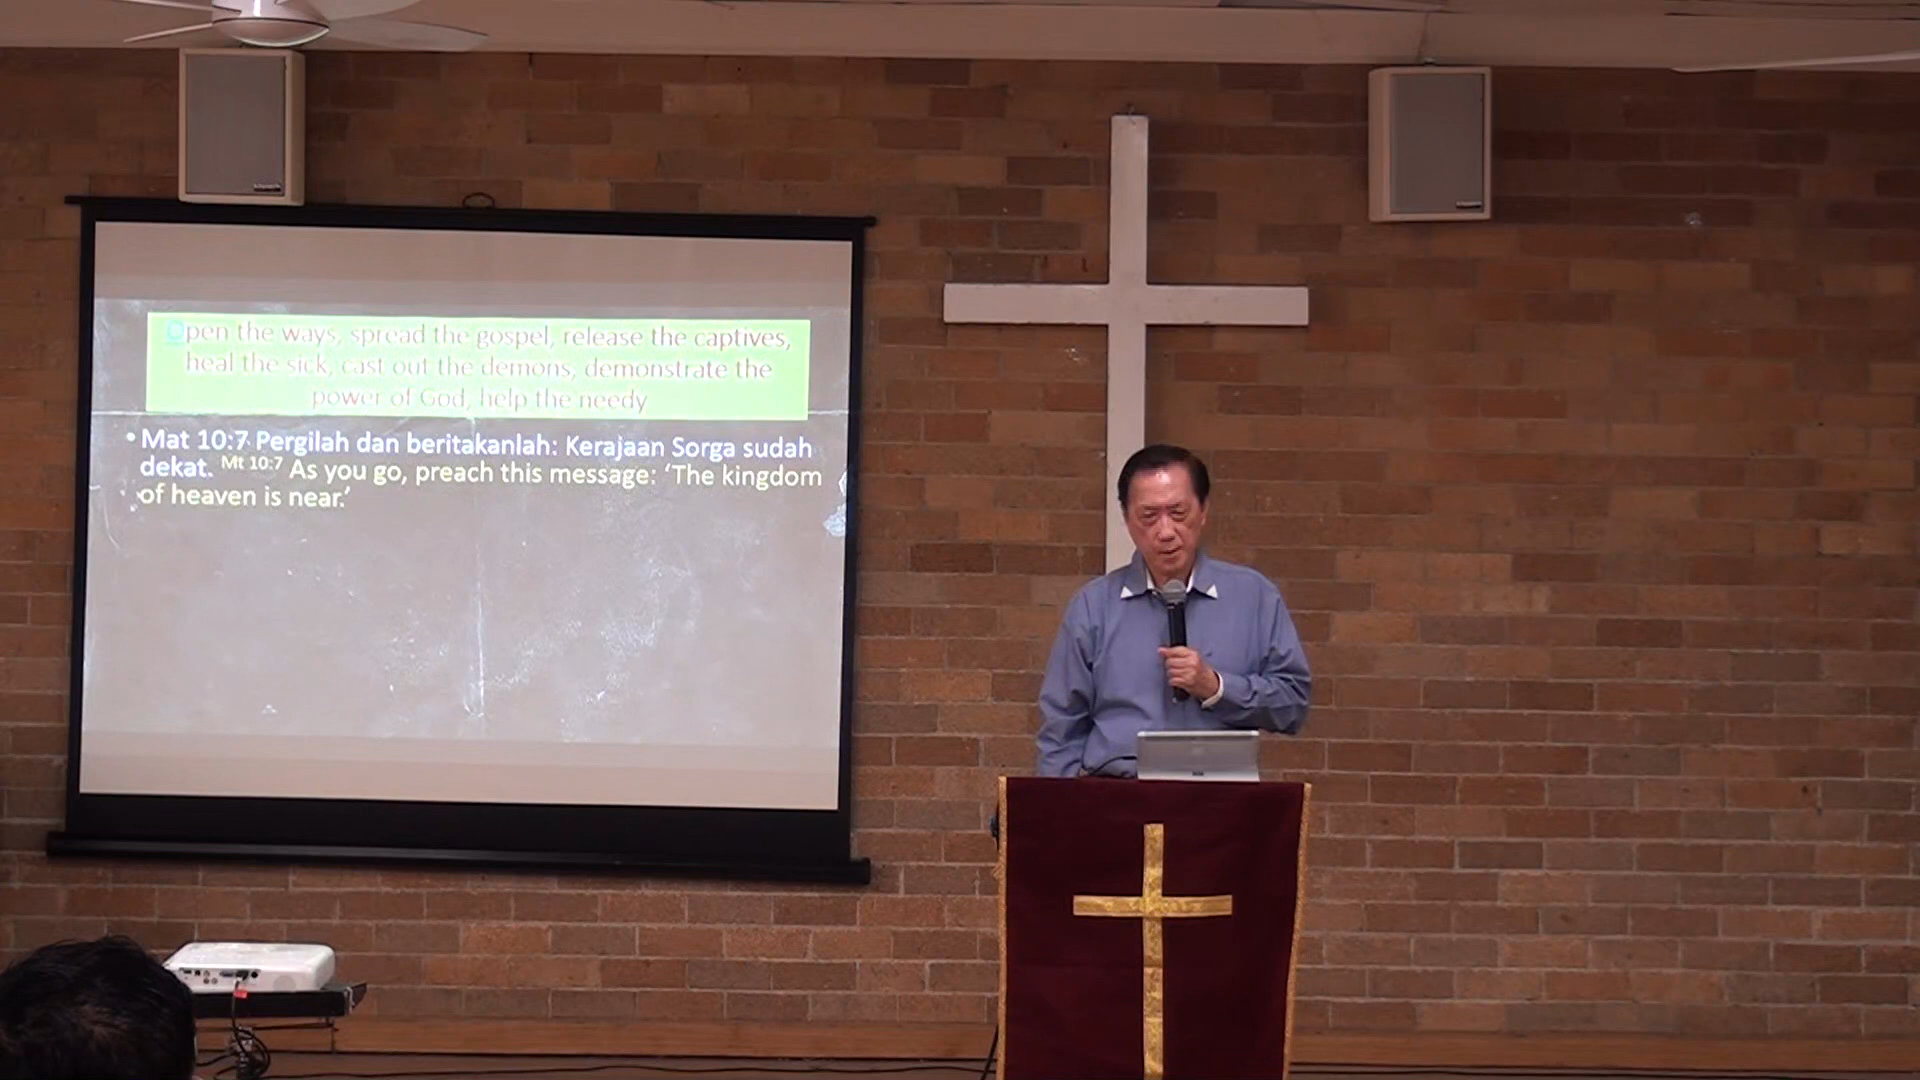 Open the ways, spread the gospel, release the captives,
heal the sick, cast out the demons, demonstrate the
power of God, help the needy
• Mat 10:7 Pergilah dan beritakanlah: Kerajaan Sorga sudah
dekat. Mt 10:7 As you go, preach this message: ‘The kingdom
of heaven is near.’